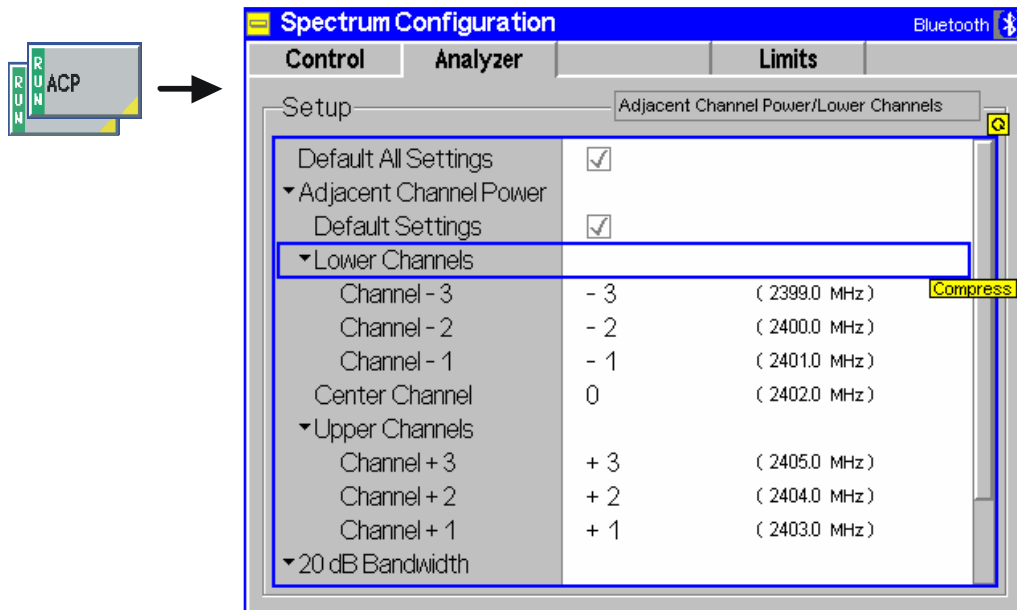 Spectrum Configuration
Bluetooth
Control Analyzer Limits
RUN
RUN ACP
Setup Adjacent Channel Power/Lower Channels
Default All Settings
Adjacent Channel Power
Default Settings
Lower Channels
Compress
Channel - 3 - 3 ( 2399.0 MHz )
Channel - 2 - 2 ( 2400.0 MHz )
Channel - 1 - 1 ( 2401.0 MHz )
Center Channel 0 ( 2402.0 MHz )
Upper Channels
Channel + 3 + 3 ( 2405.0 MHz )
Channel + 2 + 2 ( 2404.0 MHz )
Channel + 1 + 1 ( 2403.0 MHz )
20 dB Bandwidth